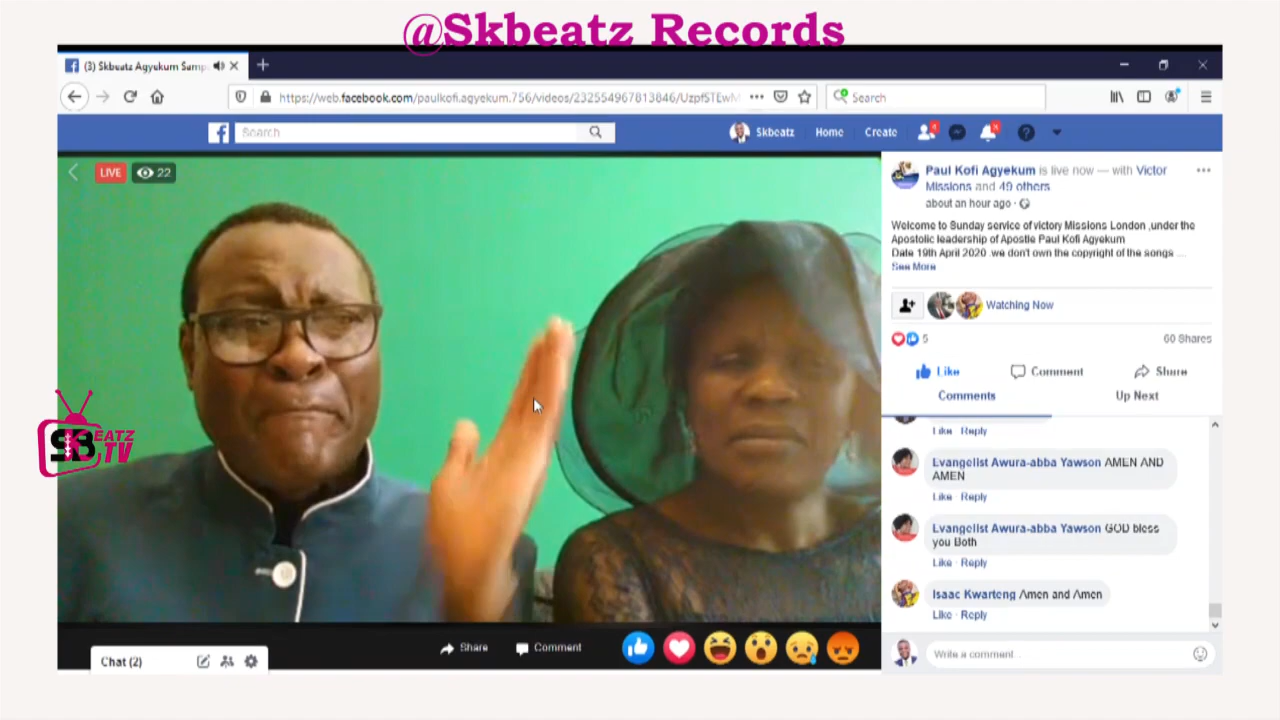 @Skbeatz Records
(3) Skbeatz Agyekum Samp
https://web.facebook.com/paulkofi.agyekum.756/videos/232554967813846/UzpfSTEwM
Search
Search
Skbeatz
Home
Create
LIVE
22
Paul Kofi Agyekum is live now — with Victor
Missions and 49 others
about an hour ago
Welcome to Sunday service of victory Missions London ,under the
Apostolic leadership of Apostle Paul Kofi Agyekum
Date 19th April 2020 .we don't own the copyright of the songs ...
See More
Watching Now
5
60 Shares
Like
Comment
Share
Comments
Up Next
Like · Reply
Evangelist Awura-abba Yawson AMEN AND
AMEN
Like · Reply
Evangelist Awura-abba Yawson GOD bless
you Both
Like · Reply
Isaac Kwarteng Amen and Amen
Like · Reply
Write a comment...
SKBEATZ
TV
Share
Comment
Chat (2)